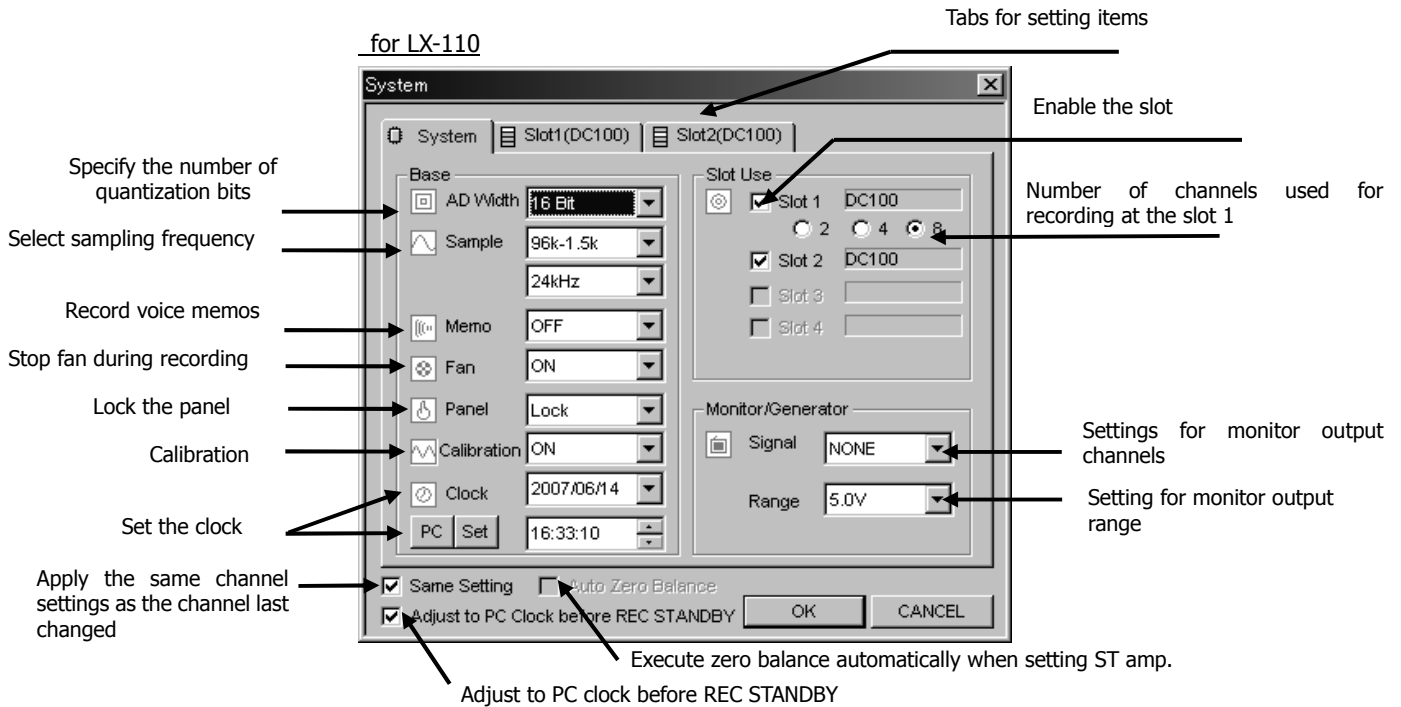 Tabs for setting items
for LX-110
System
Enable the slot
System
Slot1(DC100)
Slot2(DC100)
Specify the number of
quantization bits
Base
AD Width
16 Bit
Slot Use
Slot 1
DC100
Number of channels used for
recording at the slot 1
2
4
8
Select sampling frequency
Sample
96k-1.5k
Slot 2
DC100
24kHz
Slot 3
Record voice memos
Memo
OFF
Slot 4
Stop fan during recording
Fan
ON
Lock the panel
Panel
Lock
Monitor/Generator
Calibration
Calibration
ON
Signal
NONE
Settings for monitor output
channels
Clock
2007/06/14
Range
5.0V
Setting for monitor output
range
Set the clock
PC
Set
16:33:10
Apply the same channel
settings as the channel last
changed
Same Setting
Auto Zero Balance
Adjust to PC Clock before REC STANDBY
OK
CANCEL
Execute zero balance automatically when setting ST amp.
Adjust to PC clock before REC STANDBY